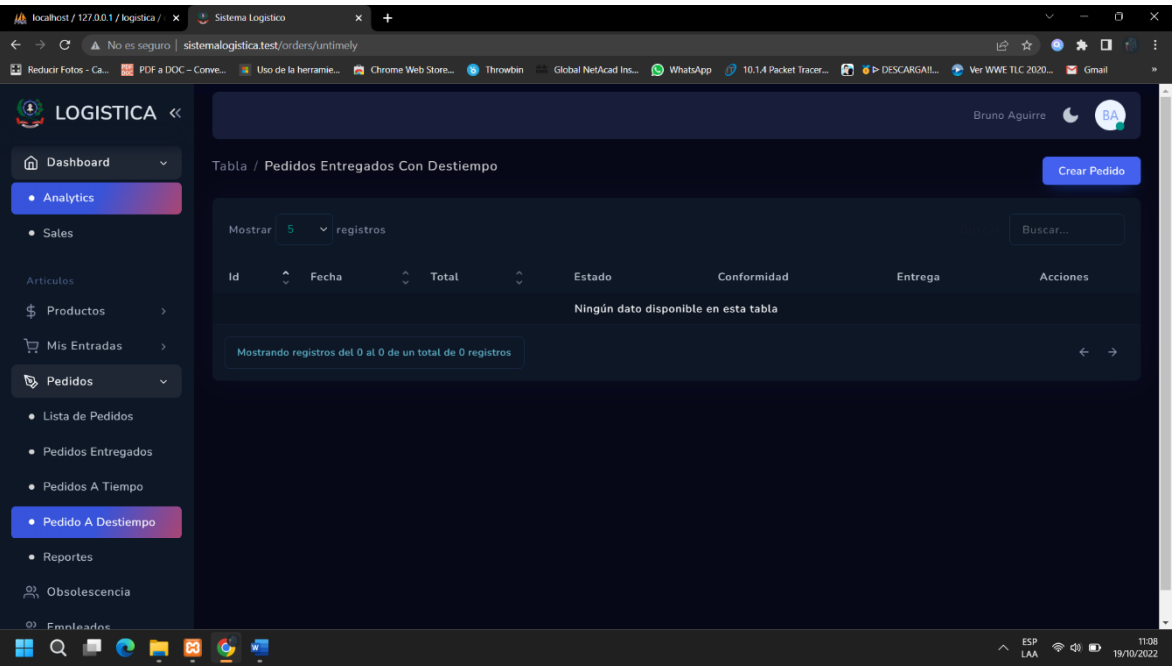 localhost / 127.0.0.1 / logistica /
Sistema Logistico
No es seguro | sistemalogistica.test/orders/untimely
Reducir Fotos - Ca... PDF a DOC – Conve... Uso de la herramie... Chrome Web Store... Throwbin Global NetAcad Ins... WhatsApp 10.1.4 Packet Tracer... DESCARGA!!... Ver WWE TLC 2020... Gmail »
LOGISTICA «
Bruno Aguirre BA
Dashboard
Tabla / Pedidos Entregados Con Destiempo
Crear Pedido
Analytics
Sales
Mostrar 5 registros
Buscar...
Articulos
Id Fecha Total Estado Conformidad Entrega Acciones
Productos
Ningún dato disponible en esta tabla
Mis Entradas
Mostrando registros del 0 al 0 de un total de 0 registros
← →
Pedidos
Lista de Pedidos
Pedidos Entregados
Pedidos A Tiempo
Pedido A Destiempo
Reportes
Obsolescencia
Empleados
ESP
LAA
11:08
19/10/2022